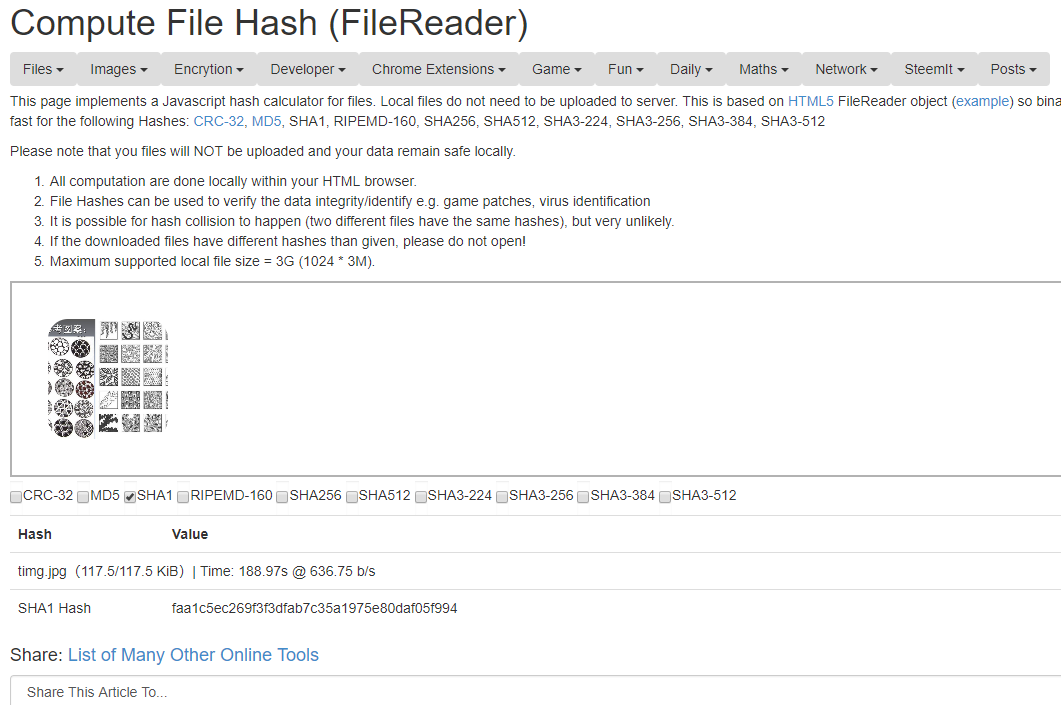 Compute File Hash (FileReader)
Files Images Encrytion Developer Chrome Extensions Game Fun Daily Maths Network SteemIt Posts
This page implements a Javascript hash calculator for files. Local files do not need to be uploaded to server. This is based on HTML5 FileReader object (example) so bina
fast for the following Hashes: CRC-32, MD5, SHA1, RIPEMD-160, SHA256, SHA512, SHA3-224, SHA3-256, SHA3-384, SHA3-512
Please note that you files will NOT be uploaded and your data remain safe locally.
1. All computation are done locally within your HTML browser.
2. File Hashes can be used to verify the data integrity/identify e.g. game patches, virus identification
3. It is possible for hash collision to happen (two different files have the same hashes), but very unlikely.
4. If the downloaded files have different hashes than given, please do not open!
5. Maximum supported local file size = 3G (1024 * 3M).
CRC-32 MD5 SHA1 RIPEMD-160 SHA256 SHA512 SHA3-224 SHA3-256 SHA3-384 SHA3-512
Hash Value
timg.jpg（117.5/117.5 KiB）| Time: 188.97s @ 636.75 b/s
SHA1 Hash faa1c5ec269f3f3dfab7c35a1975e80daf05f994
Share: List of Many Other Online Tools
Share This Article To...